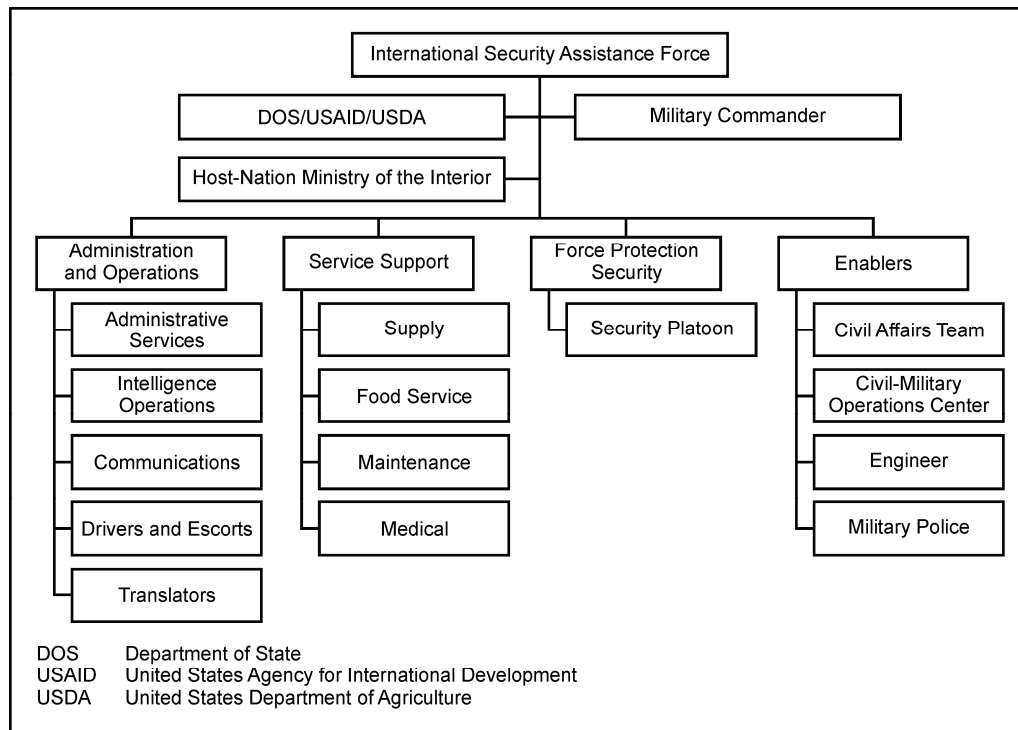 International Security Assistance Force
DOS/USAID/USDA
Military Commander
Host-Nation Ministry of the Interior
Administration
and Operations
Service Support
Force Protection
Security
Enablers
Administrative
Services
Supply
Security Platoon
Civil Affairs Team
Intelligence
Operations
Food Service
Civil-Military
Operations Center
Communications
Maintenance
Engineer
Drivers and Escorts
Medical
Military Police
Translators
DOS Department of State
USAID United States Agency for International Development
USDA United States Department of Agriculture